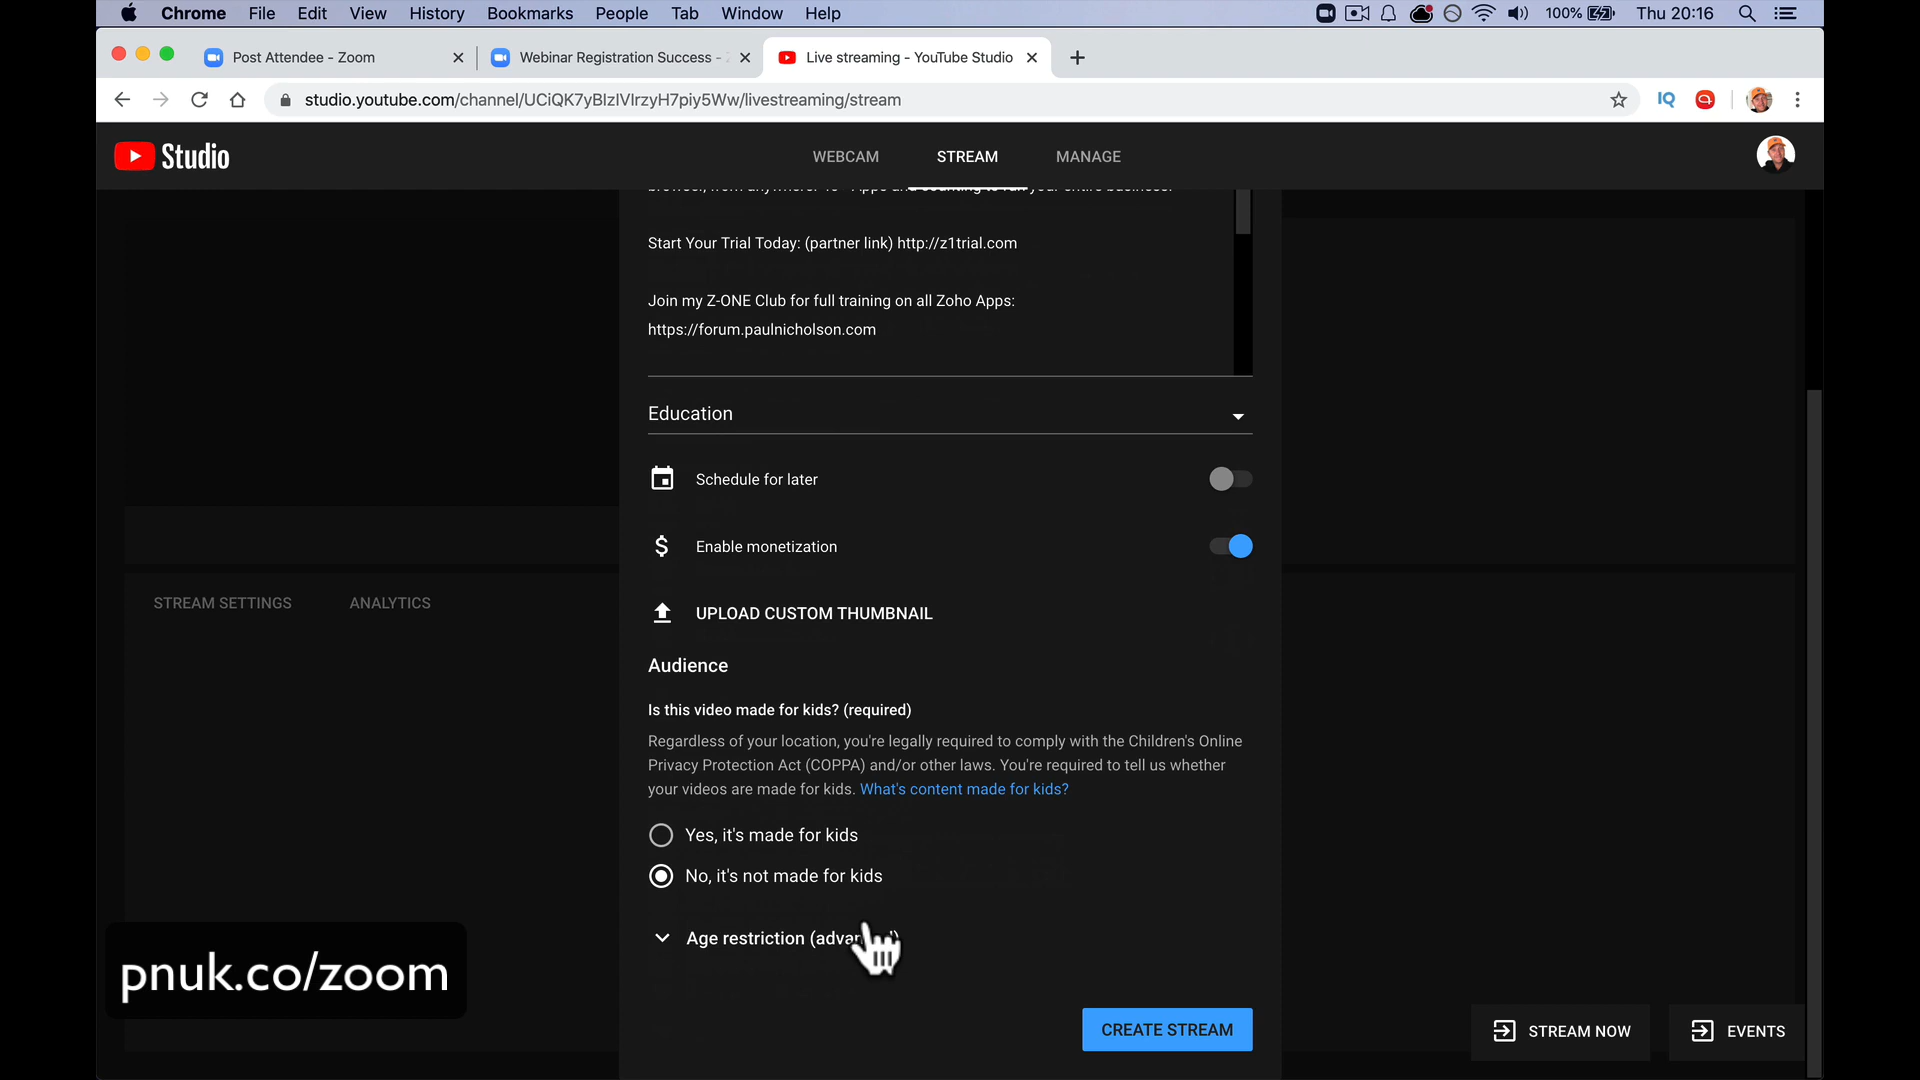 Chrome File Edit View History Bookmarks People Tab Window Help 100% Thu 20:16
Post Attendee - Zoom
Webinar Registration Success -
Live streaming - YouTube Studio
studio.youtube.com/channel/UCiQK7yBIzIVIrzyH7piy5Ww/livestreaming/stream
IQ
Studio
WEBCAM STREAM MANAGE
Start Your Trial Today: (partner link) http://z1trial.com
Join my Z-ONE Club for full training on all Zoho Apps:
https://forum.paulnicholson.com
Education
Schedule for later
Enable monetization
STREAM SETTINGS ANALYTICS
UPLOAD CUSTOM THUMBNAIL
Audience
Is this video made for kids? (required)
Regardless of your location, you're legally required to comply with the Children's Online
Privacy Protection Act (COPPA) and/or other laws. You're required to tell us whether
your videos are made for kids. What's content made for kids?
Yes, it's made for kids
No, it's not made for kids
Age restriction
pnuk.co/zoom
CREATE STREAM
STREAM NOW
EVENTS